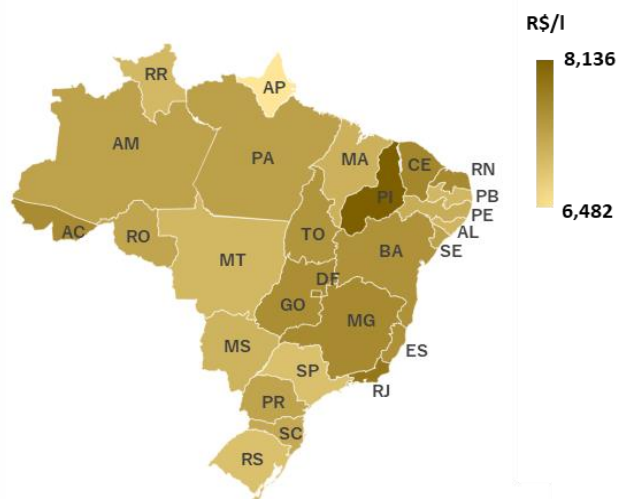 R$/l
8,136
6,482
RR
AP
AM
PA
MA
CE
RN
PI
PB
PE
AL
SE
AC
RO
TO
BA
MT
DF
GO
MG
ES
MS
SP
RJ
PR
SC
RS